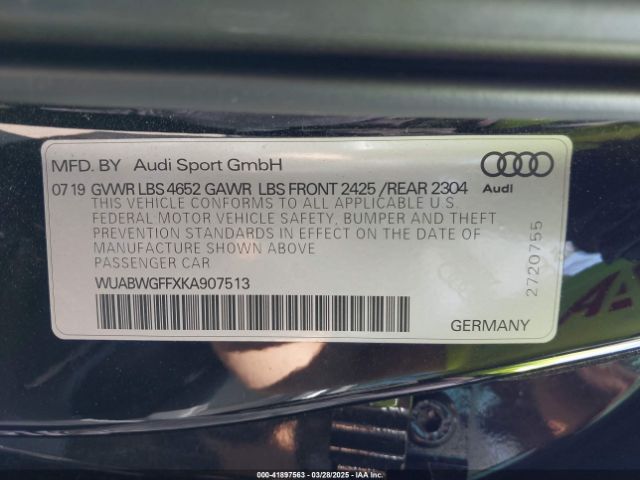 MFD. BY Audi Sport GmbH
07 19 GVWR LBS 4652 GAWR LBS FRONT 2425 /REAR 2304
THIS VEHICLE CONFORMS TO ALL APPLICABLE U.S.
FEDERAL MOTOR VEHICLE SAFETY, BUMPER AND THEFT
PREVENTION STANDARDS IN EFFECT ON THE DATE OF
MANUFACTURE SHOWN ABOVE
PASSENGER CAR
WUABWGFFXKA907513
Audi
2720755
GERMANY
000-41897563 | 03/28/2025 - IAA Inc.